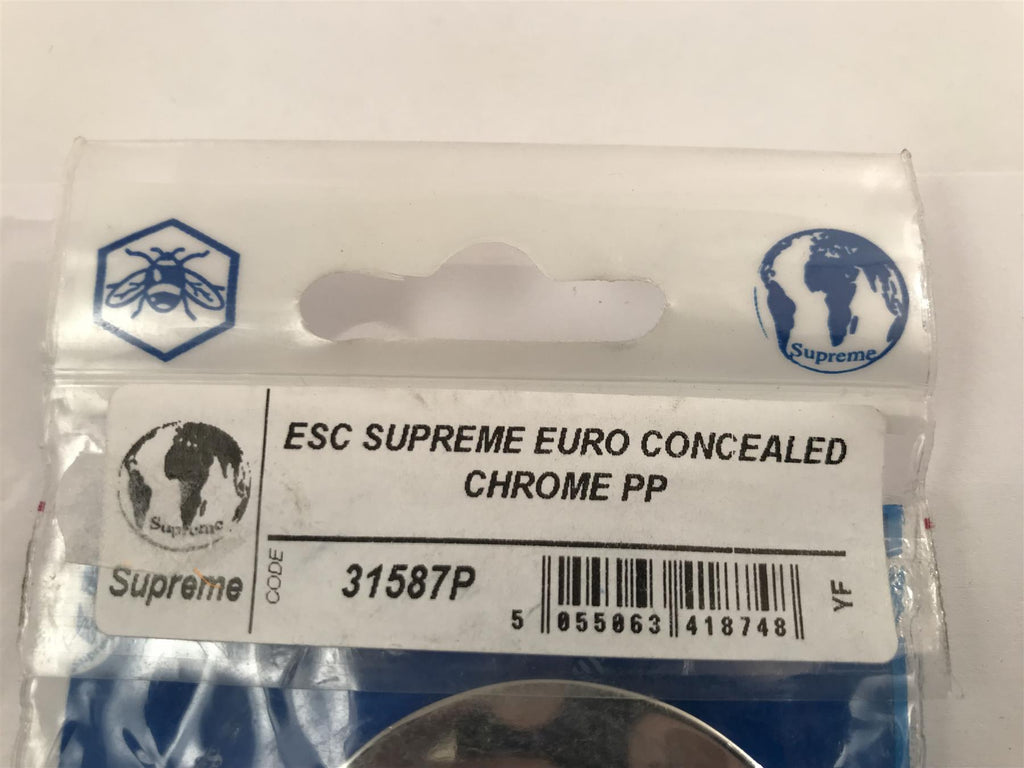 Supreme
ESC SUPREME EURO CONCEALED
CHROME PP
Supreme
Supreme
CODE
31587P
5 055063 418748
YF